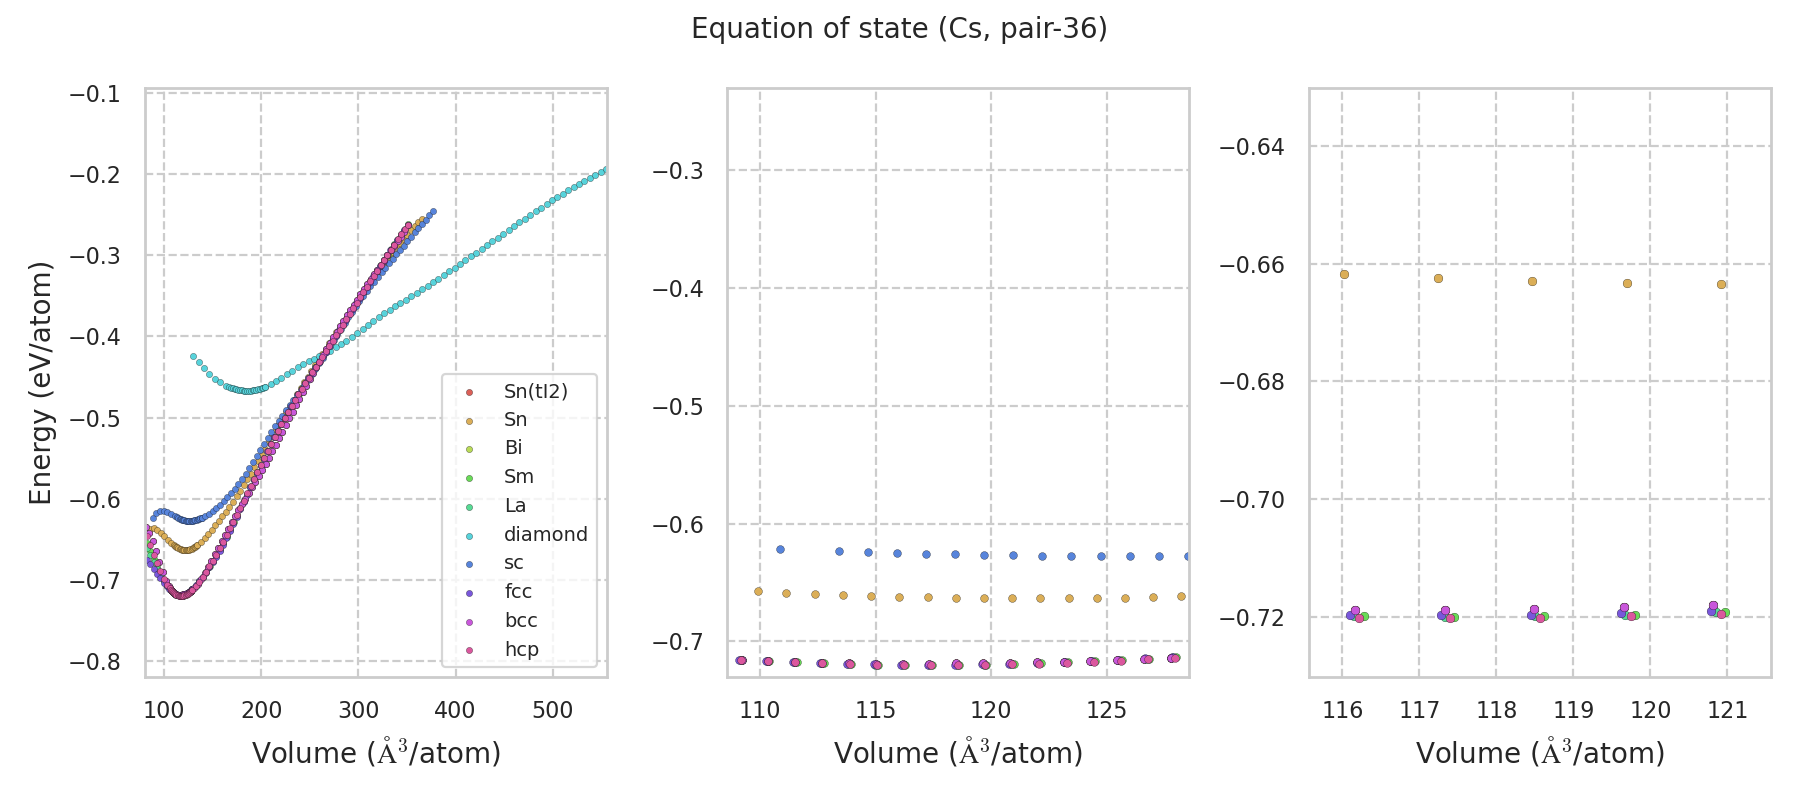 Equation of state (Cs, pair-36)
Energy (eV/atom)
−0.1
−0.2
−0.3
−0.4
−0.5
−0.6
−0.7
−0.8
100
200
300
400
500
Volume (Å³/atom)
Sn(tI2)
Sn
Bi
Sm
La
diamond
sc
fcc
bcc
hcp
−0.3
−0.4
−0.5
−0.6
−0.7
110
115
120
125
Volume (Å³/atom)
−0.64
−0.66
−0.68
−0.70
−0.72
116
117
118
119
120
121
Volume (Å³/atom)